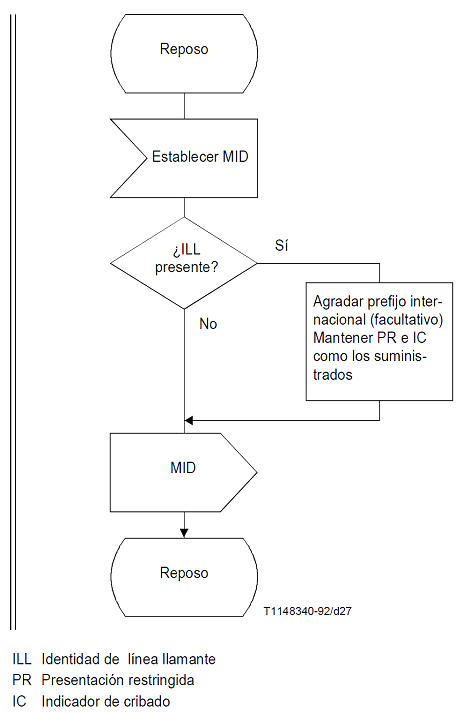 Reposo
Establecer MID
¿ILL
presente?
Sí
No
Agradar prefijo inter-
nacional (facultativo)
Mantener PR e IC
como los suminis-
trados
MID
Reposo
T1148340-92/d27
ILL Identidad de línea llamante
PR Presentación restringida
IC Indicador de cribado